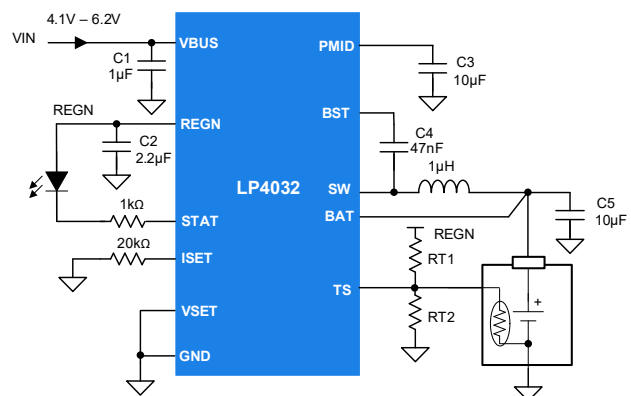 4.1V – 6.2V
VIN
VBUS
C1
1µF
REGN
REGN
C2
2.2µF
1kΩ
STAT
20kΩ
ISET
VSET
GND
LP4032
PMID
C3
10µF
BST
C4
47nF
1µH
SW
BAT
C5
10µF
REGN
RT1
TS
RT2
+